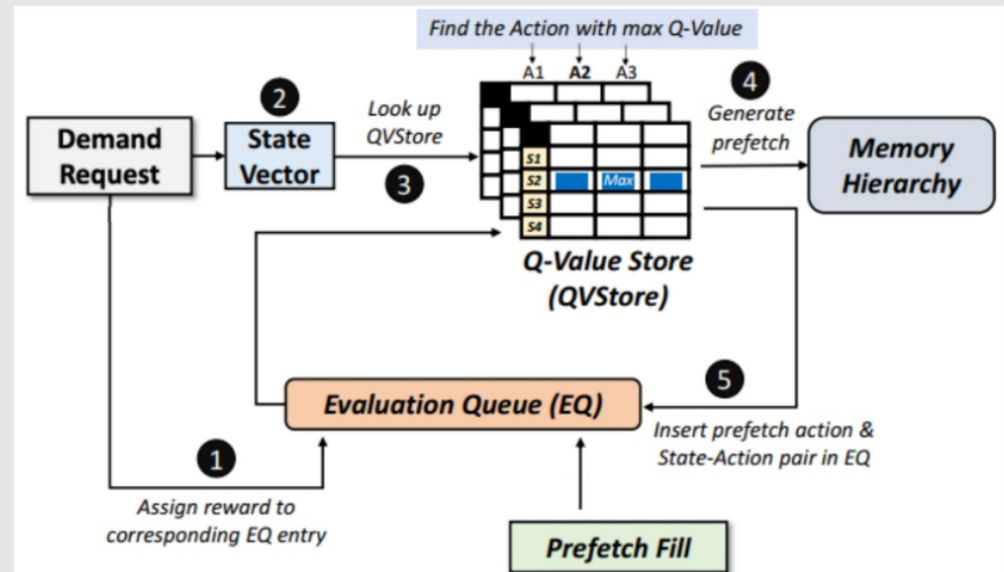 Find the Action with max Q-Value
A1 A2 A3
2
4
Demand
Request
State
Vector
Look up
QVStore
3
S1
S2
Max
S3
S4
Generate
prefetch
Memory
Hierarchy
Q-Value Store
(QVStore)
Evaluation Queue (EQ)
5
Insert prefetch action &
State-Action pair in EQ
1
Assign reward to
corresponding EQ entry
Prefetch Fill